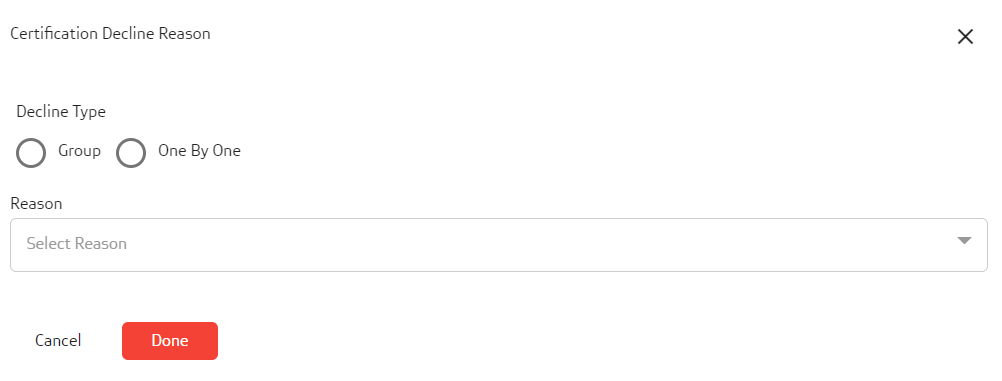 Certification Decline Reason
Decline Type
Group One By One
Reason
Select Reason
Cancel Done